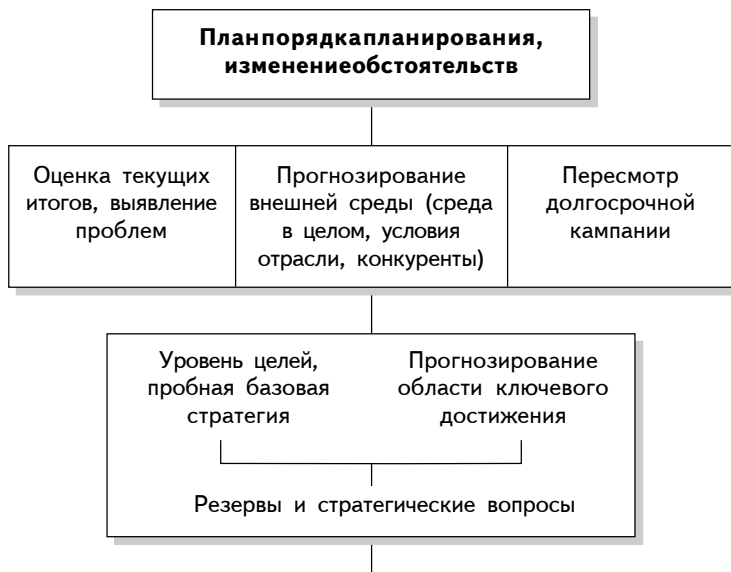 Планпорядкапланирования,
изменениеобстоятельств
Оценка текущих
итогов, выявление
проблем
Прогнозирование
внешней среды (среда
в целом, условия
отрасли, конкуренты)
Пересмотр
долгосрочной
кампании
Уровень целей,
пробная базовая
стратегия
Прогнозирование
области ключевого
достижения
Резервы и стратегические вопросы